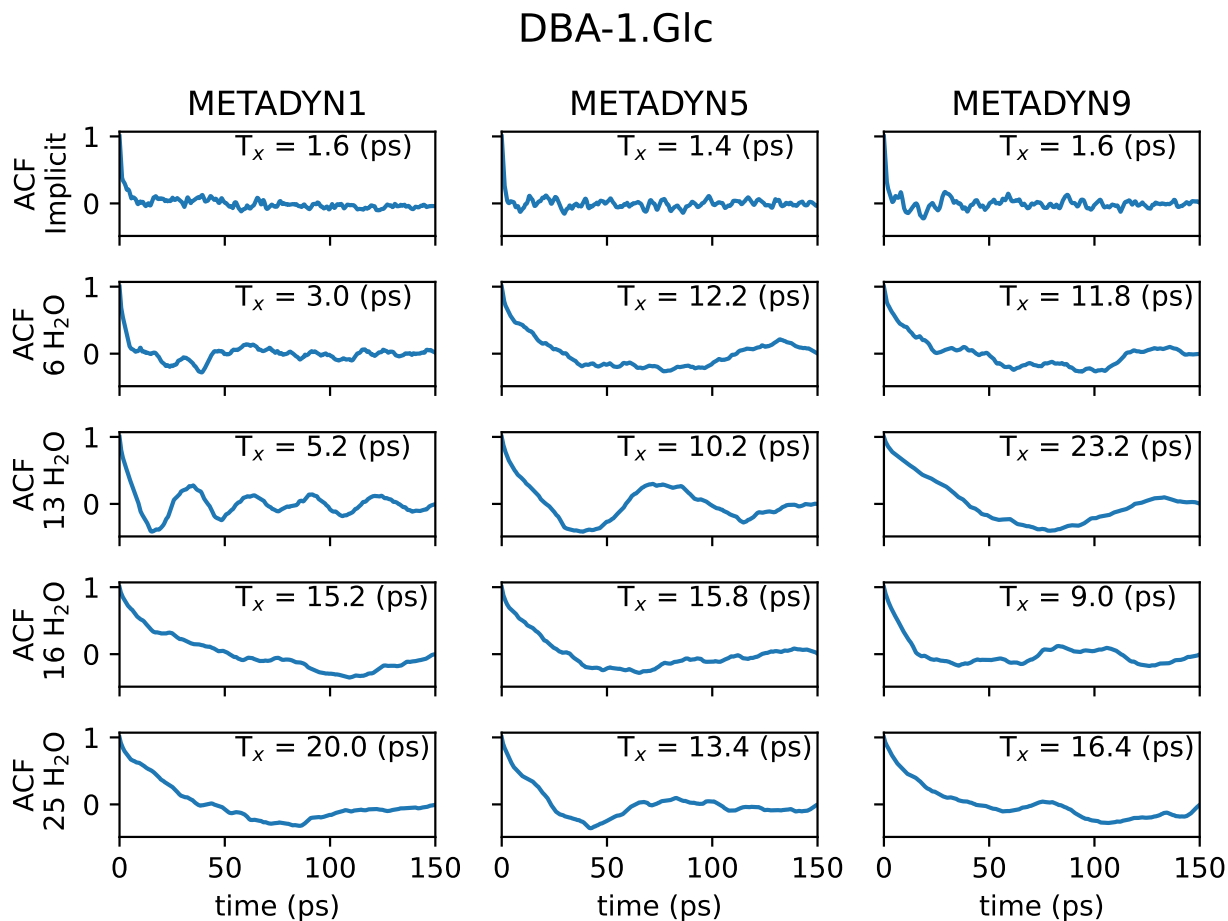 DBA-1.Glc
METADYN1 METADYN5 METADYN9
ACF
Implicit
1
0
Tₓ = 1.6 (ps)
Tₓ = 1.4 (ps)
Tₓ = 1.6 (ps)
ACF
6 H₂O
1
0
Tₓ = 3.0 (ps)
Tₓ = 12.2 (ps)
Tₓ = 11.8 (ps)
ACF
13 H₂O
1
0
Tₓ = 5.2 (ps)
Tₓ = 10.2 (ps)
Tₓ = 23.2 (ps)
ACF
16 H₂O
1
0
Tₓ = 15.2 (ps)
Tₓ = 15.8 (ps)
Tₓ = 9.0 (ps)
ACF
25 H₂O
1
0
Tₓ = 20.0 (ps)
Tₓ = 13.4 (ps)
Tₓ = 16.4 (ps)
0 50 100 150 0 50 100 150 0 50 100 150
time (ps) time (ps) time (ps)